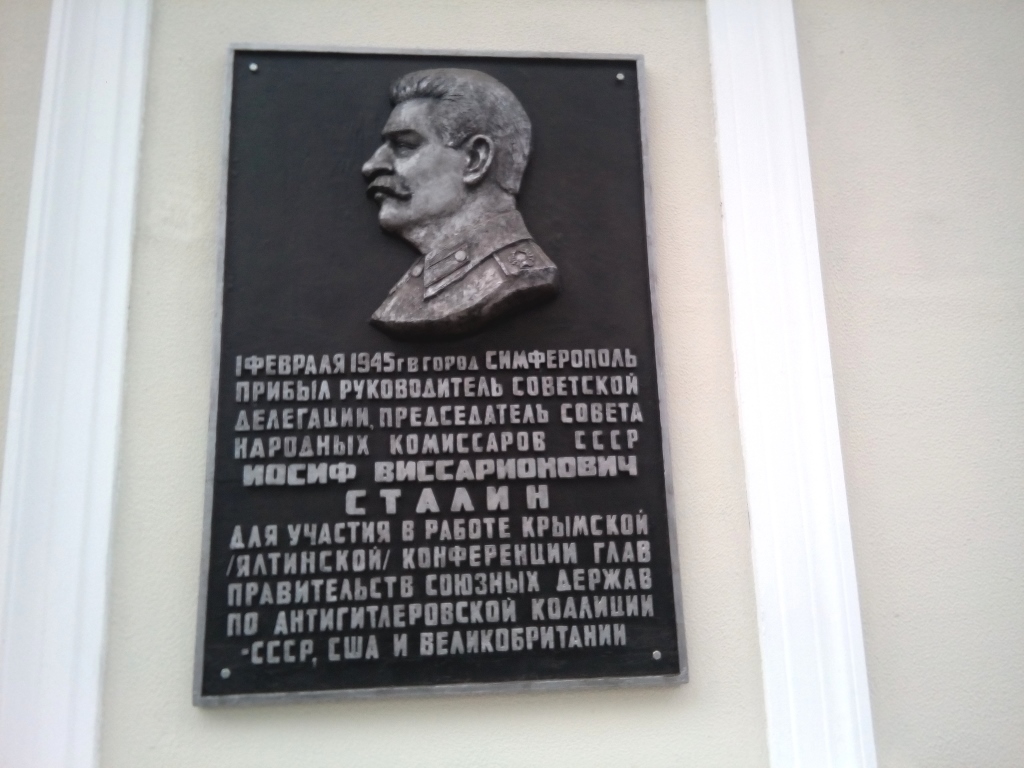 1 ФЕВРАЛЯ 1945г в город СИМФЕРОПОЛЬ
ПРИБЫЛ РУКОВОДИТЕЛЬ СОВЕТСКОЙ
ДЕЛЕГАЦИИ, ПРЕДСЕДАТЕЛЬ СОВЕТА
НАРОДНЫХ КОМИССАРОВ СССР
ИОСИФ ВИССАРИОНОВИЧ
СТАЛИН
ДЛЯ УЧАСТИЯ В РАБОТЕ КРЫМСКОЙ
/ЯЛТИНСКОЙ/ КОНФЕРЕНЦИИ ГЛАВ
ПРАВИТЕЛЬСТВ СОЮЗНЫХ ДЕРЖАВ
ПО АНТИГИТЛЕРОВСКОЙ КОАЛИЦИИ
-СССР, США И ВЕЛИКОБРИТАНИИ